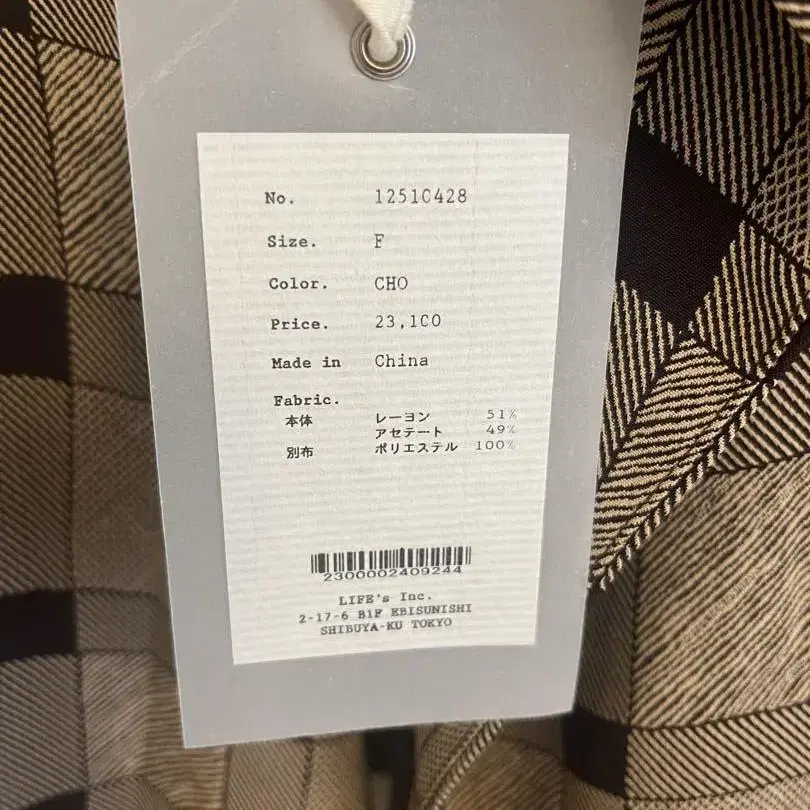 No. 12510428
Size. F
Color. CHO
Price. 23,100
Made in China
Fabric.
本体 レーヨン 51%
アセテート 49%
別布 ポリエステル 100%
2300002409244
LIFE's Inc.
2-17-6 B1F EBISUNISHI
SHIBUYA-KU TOKYO